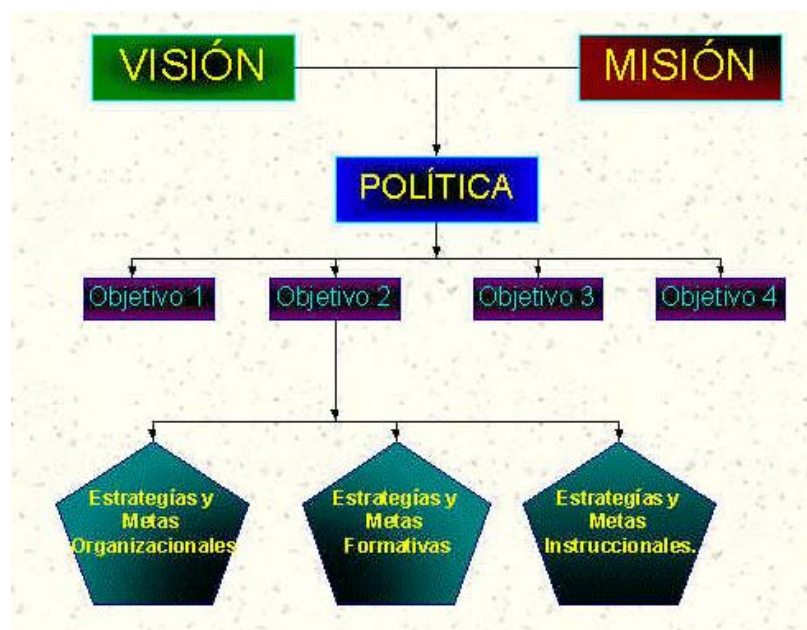 VISIÓN
MISIÓN
POLÍTICA
Objetivo 1
Objetivo 2
Objetivo 3
Objetivo 4
Estrategías y
Metas
Organizacionales
Estrategías y
Metas
Formativas
Estrategías y
Metas
Instruccionales.